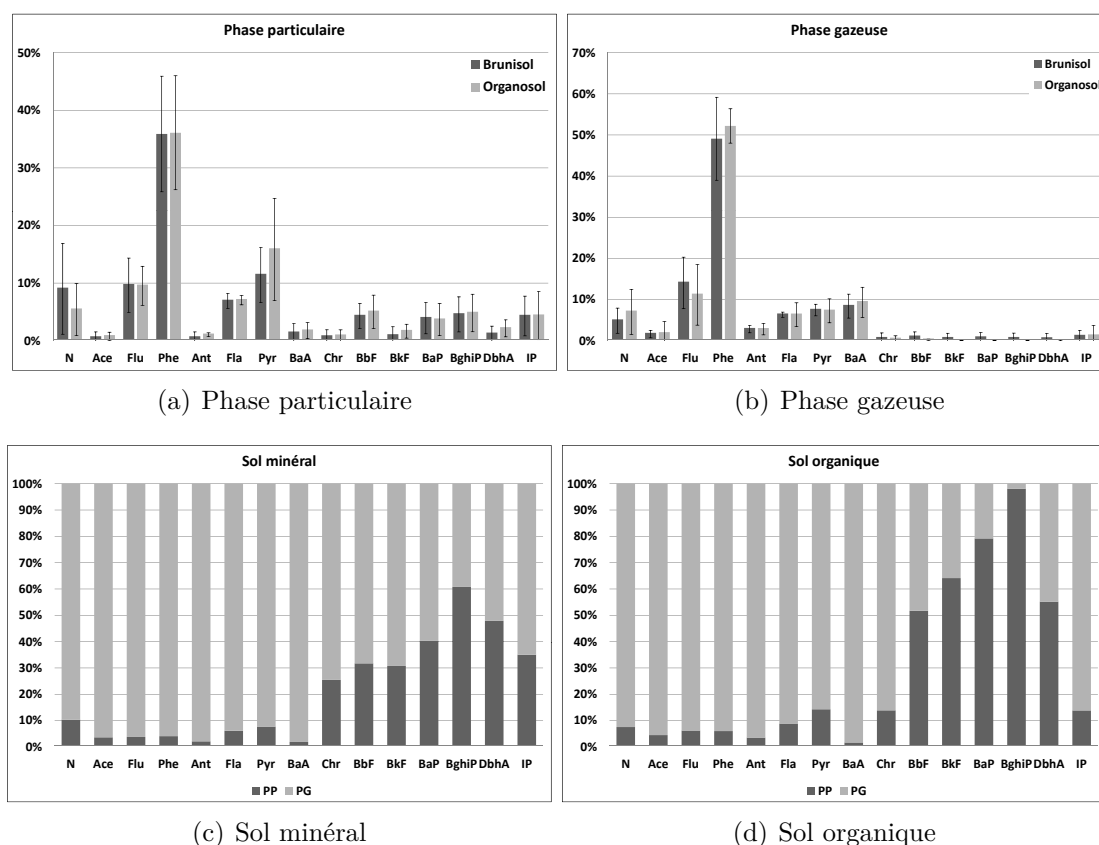 Phase particulaire
50%
40%
30%
20%
10%
0%
Brunisol
Organosol
N Ace Flu Phe Ant Fla Pyr BaA Chr BbF BkF BaP BghiP DbhA IP
(a) Phase particulaire
Phase gazeuse
70%
60%
50%
40%
30%
20%
10%
0%
Brunisol
Organosol
N Ace Flu Phe Ant Fla Pyr BaA Chr BbF BkF BaP BghiP DbhA IP
(b) Phase gazeuse
Sol minéral
100%
90%
80%
70%
60%
50%
40%
30%
20%
10%
0%
N Ace Flu Phe Ant Fla Pyr BaA Chr BbF BkF BaP BghiP DbhA IP
PP PG
(c) Sol minéral
Sol organique
100%
90%
80%
70%
60%
50%
40%
30%
20%
10%
0%
N Ace Flu Phe Ant Fla Pyr BaA Chr BbF BkF BaP BghiP DbhA IP
PP PG
(d) Sol organique